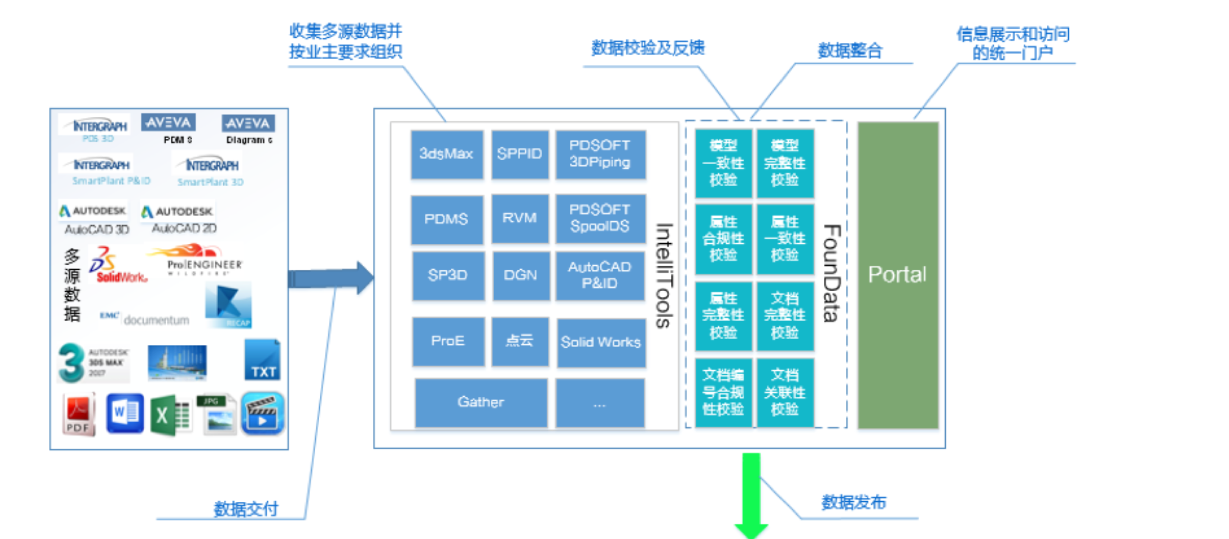 收集多源数据并
按业主要求组织
数据校验及反馈
数据整合
信息展示和访问
的统一门户
INTERGRAPH
PDS 3D
AVEVA
PDM S
AVEVA
Diagram s
INTERGRAPH
SmartPlant P&ID
INTERGRAPH
SmartPlant 3D
AUTODESK
AutoCAD 3D
AUTODESK
AutoCAD 2D
多
源
数
据
SolidWorks
Pro|ENGINEER
WILDFIRE
EMC documentum
RECAP
3
AUTODESK
3DS MAX
2017
TXT
PDF
W
X
JPG
数据交付
3dsMax
SPPID
PDSOFT
3DPiping
PDMS
RVM
PDSOFT
SpoolDS
SP3D
DGN
AutoCAD
P&ID
ProE
点云
Solid Works
Gather
...
IntelliTools
模型
一致性
校验
模型
完整性
校验
属性
合规性
校验
属性
一致性
校验
属性
完整性
校验
文档
完整性
校验
文档编
号合规
性校验
文档
关联性
校验
FounData
Portal
数据发布